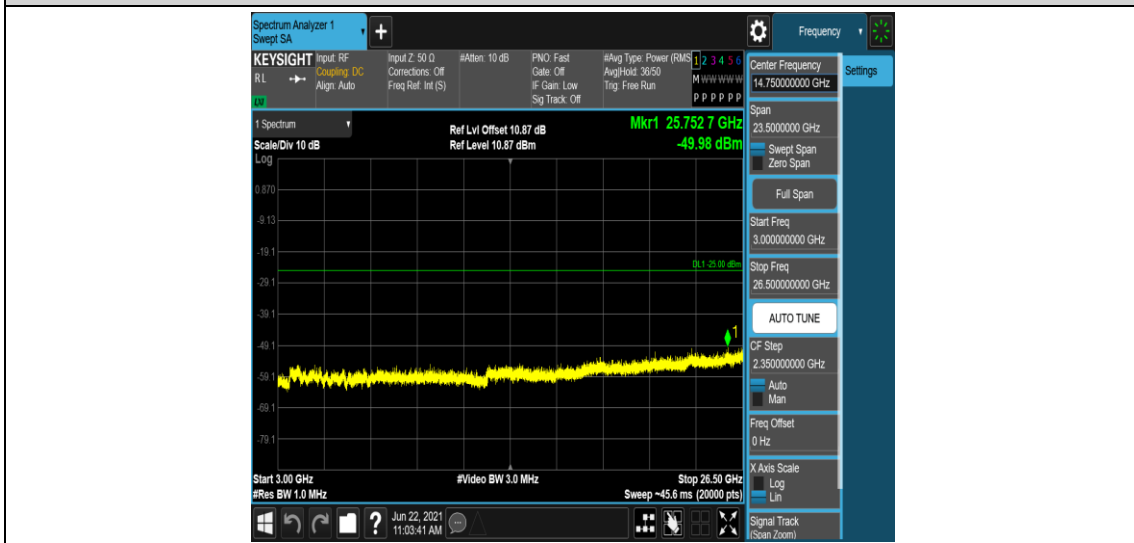 Spectrum Analyzer 1
Swept SA
+
Frequency
KEYSIGHT
RL
LXI
Input: RF
Coupling: DC
Align: Auto
Input Z: 50 Ω
Corrections: Off
Freq Ref: Int (S)
#Atten: 10 dB
PNO: Fast
Gate: Off
IF Gain: Low
Sig Track: Off
#Avg Type: Power (RMS
Avg|Hold: 36/50
Trig: Free Run
1 2 3 4 5 6
M W W W W W
P P P P P P
Center Frequency
14.750000000 GHz
Settings
Span
23.5000000 GHz
Swept Span
Zero Span
Full Span
Start Freq
3.000000000 GHz
Stop Freq
26.500000000 GHz
AUTO TUNE
CF Step
2.350000000 GHz
Auto
Man
Freq Offset
0 Hz
X Axis Scale
Log
Lin
Signal Track
(Span Zoom)
1 Spectrum
Scale/Div 10 dB
Log
Ref Lvl Offset 10.87 dB
Ref Level 10.87 dBm
Mkr1 25.752 7 GHz
-49.98 dBm
0.870
-9.13
-19.1
DL1 -25.00 dBm
-29.1
-39.1
1
-49.1
-59.1
-69.1
-79.1
Start 3.00 GHz
#Video BW 3.0 MHz
Stop 26.50 GHz
#Res BW 1.0 MHz
Sweep ~45.6 ms (20000 pts)
?
Jun 22, 2021
11:03:41 AM